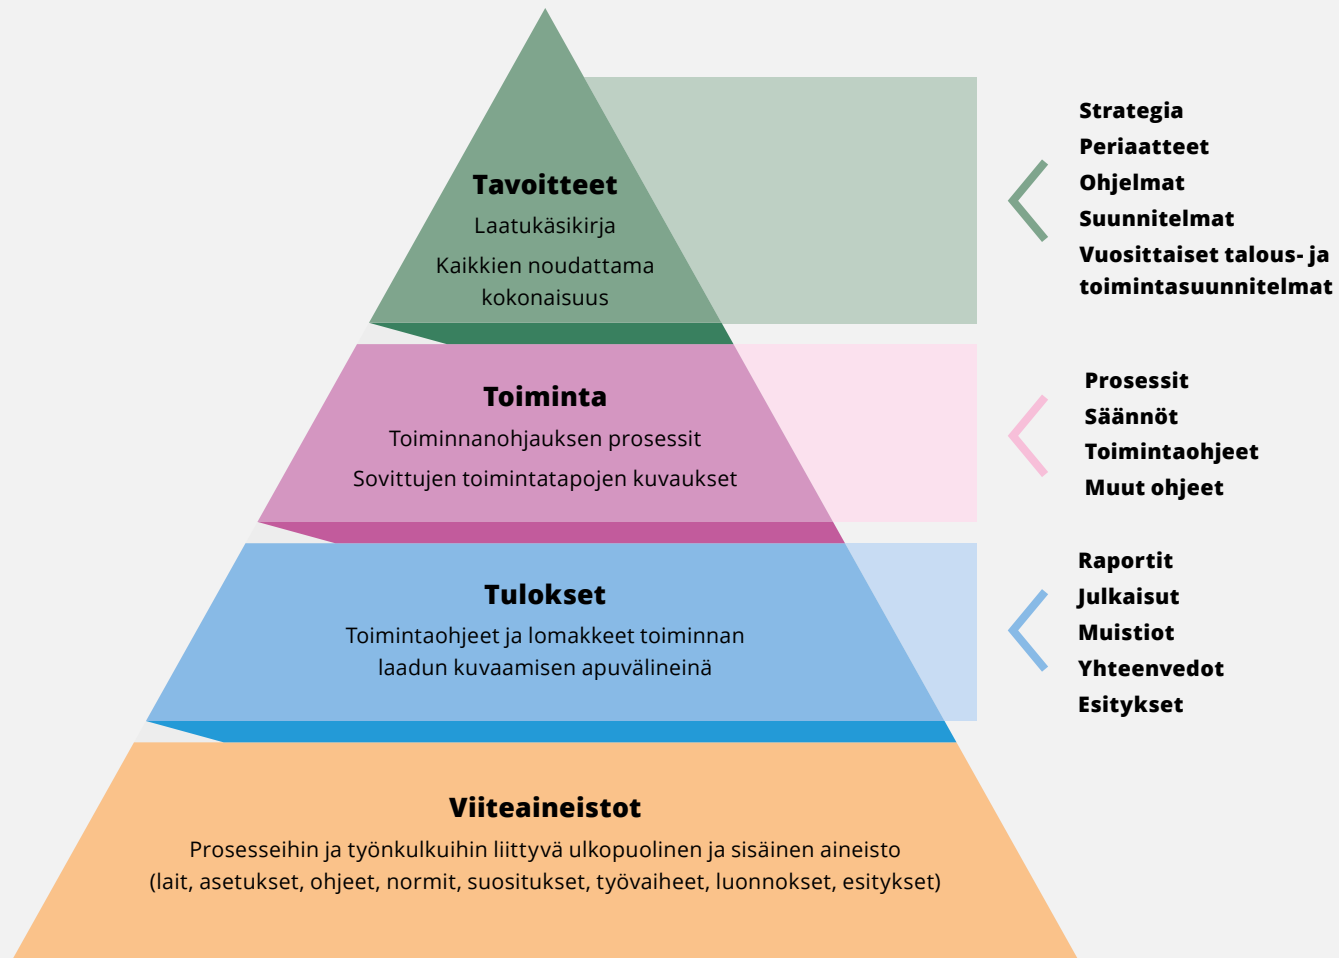 Tavoitteet
Laatukäsikirja
Kaikkien noudattama
kokonaisuus
Strategia
Periaatteet
Ohjelmat
Suunnitelmat
Vuosittaiset talous- ja
toimintasuunnitelmat
Toiminta
Toiminnanohjauksen prosessit
Sovittujen toimintatapojen kuvaukset
Prosessit
Säännöt
Toimintaohjeet
Muut ohjeet
Tulokset
Toimintaohjeet ja lomakkeet toiminnan
laadun kuvaamisen apuvälineinä
Raportit
Julkaisut
Muistiot
Yhteenvedot
Esitykset
Viiteaineistot
Prosesseihin ja työnkulkuihin liittyvä ulkopuolinen ja sisäinen aineisto
(lait, asetukset, ohjeet, normit, suositukset, työvaiheet, luonnokset, esitykset)